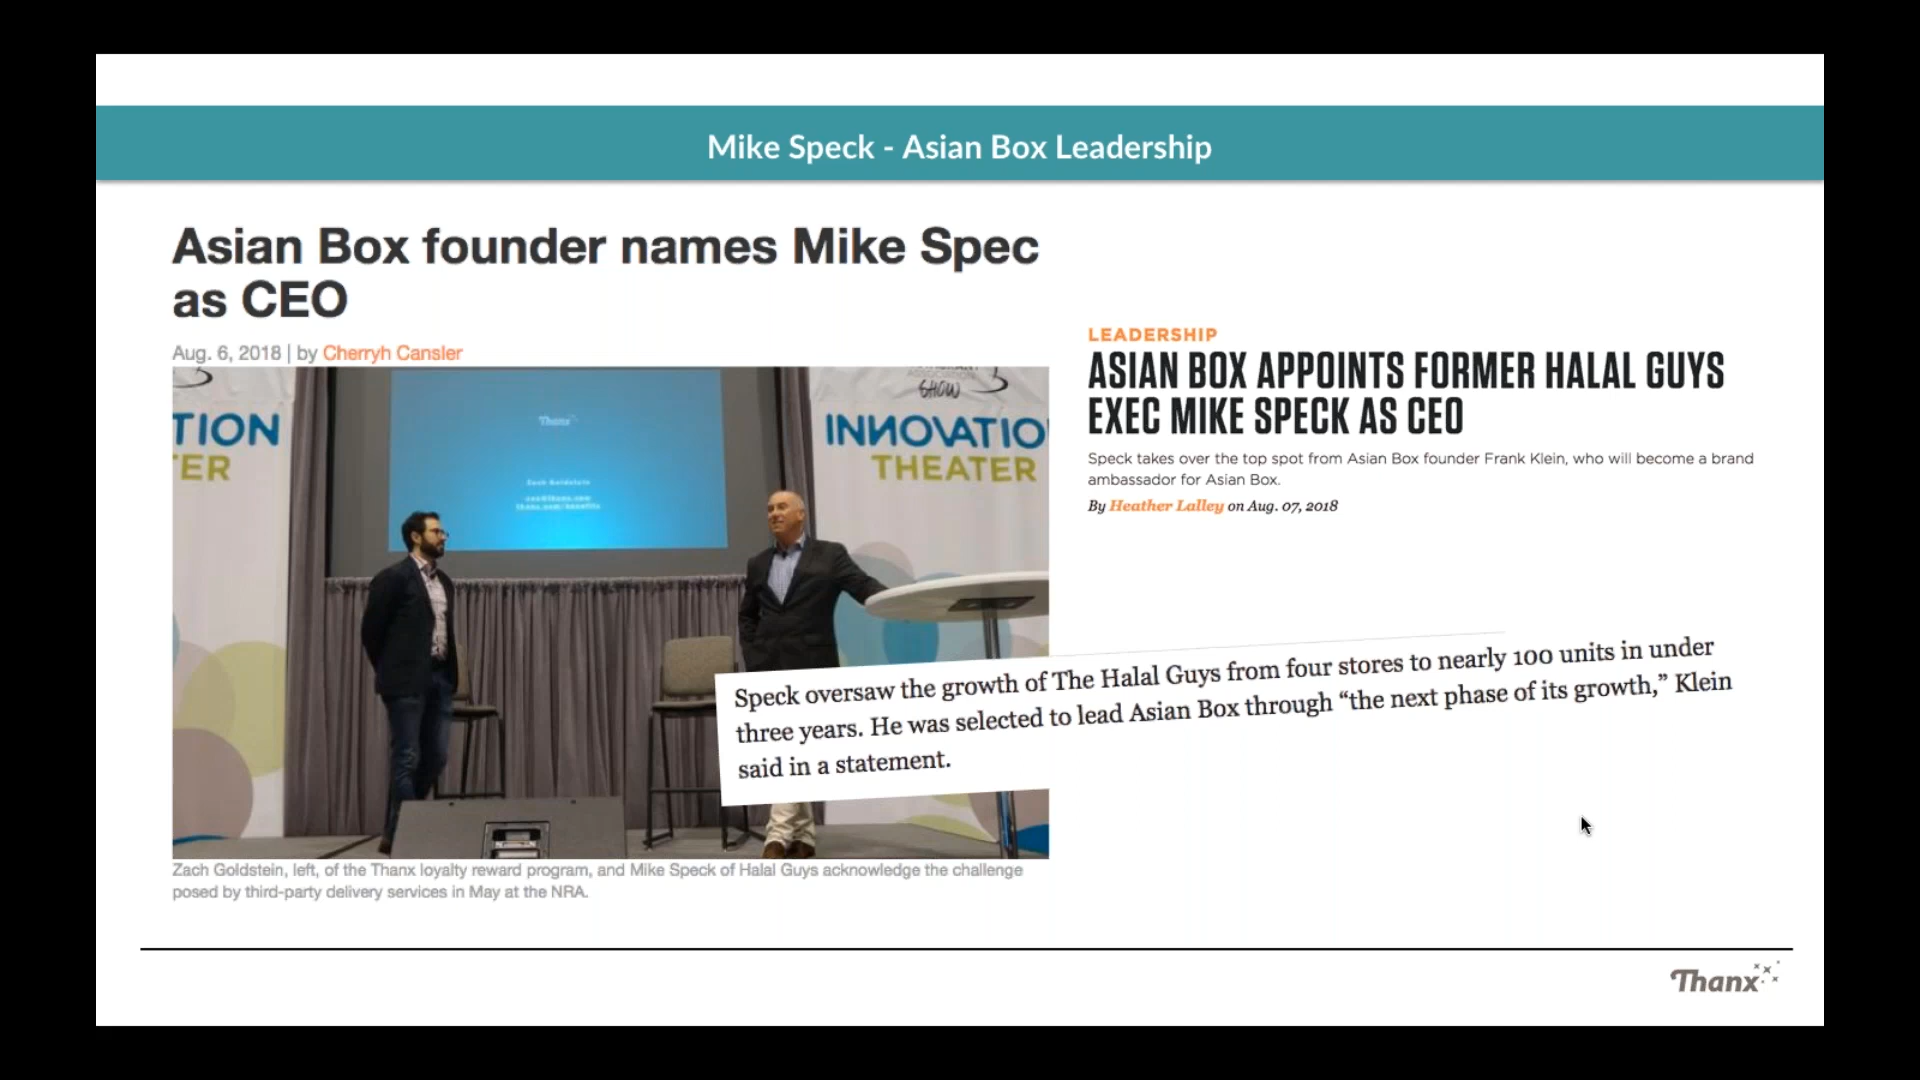 Mike Speck - Asian Box Leadership
Asian Box founder names Mike Spec
as CEO
Aug. 6, 2018 | by Cherryh Cansler
LEADERSHIP
ASIAN BOX APPOINTS FORMER HALAL GUYS
EXEC MIKE SPECK AS CEO
Speck takes over the top spot from Asian Box founder Frank Klein, who will become a brand
ambassador for Asian Box.
By Heather Lalley on Aug. 07, 2018
TION
TER
Thanx
Zach Goldstein
SHOW
INNOVATIO
THEATER
Speck oversaw the growth of The Halal Guys from four stores to nearly 100 units in under
three years. He was selected to lead Asian Box through “the next phase of its growth,” Klein
said in a statement.
Zach Goldstein, left, of the Thanx loyalty reward program, and Mike Speck of Halal Guys acknowledge the challenge
posed by third-party delivery services in May at the NRA.
Thanx